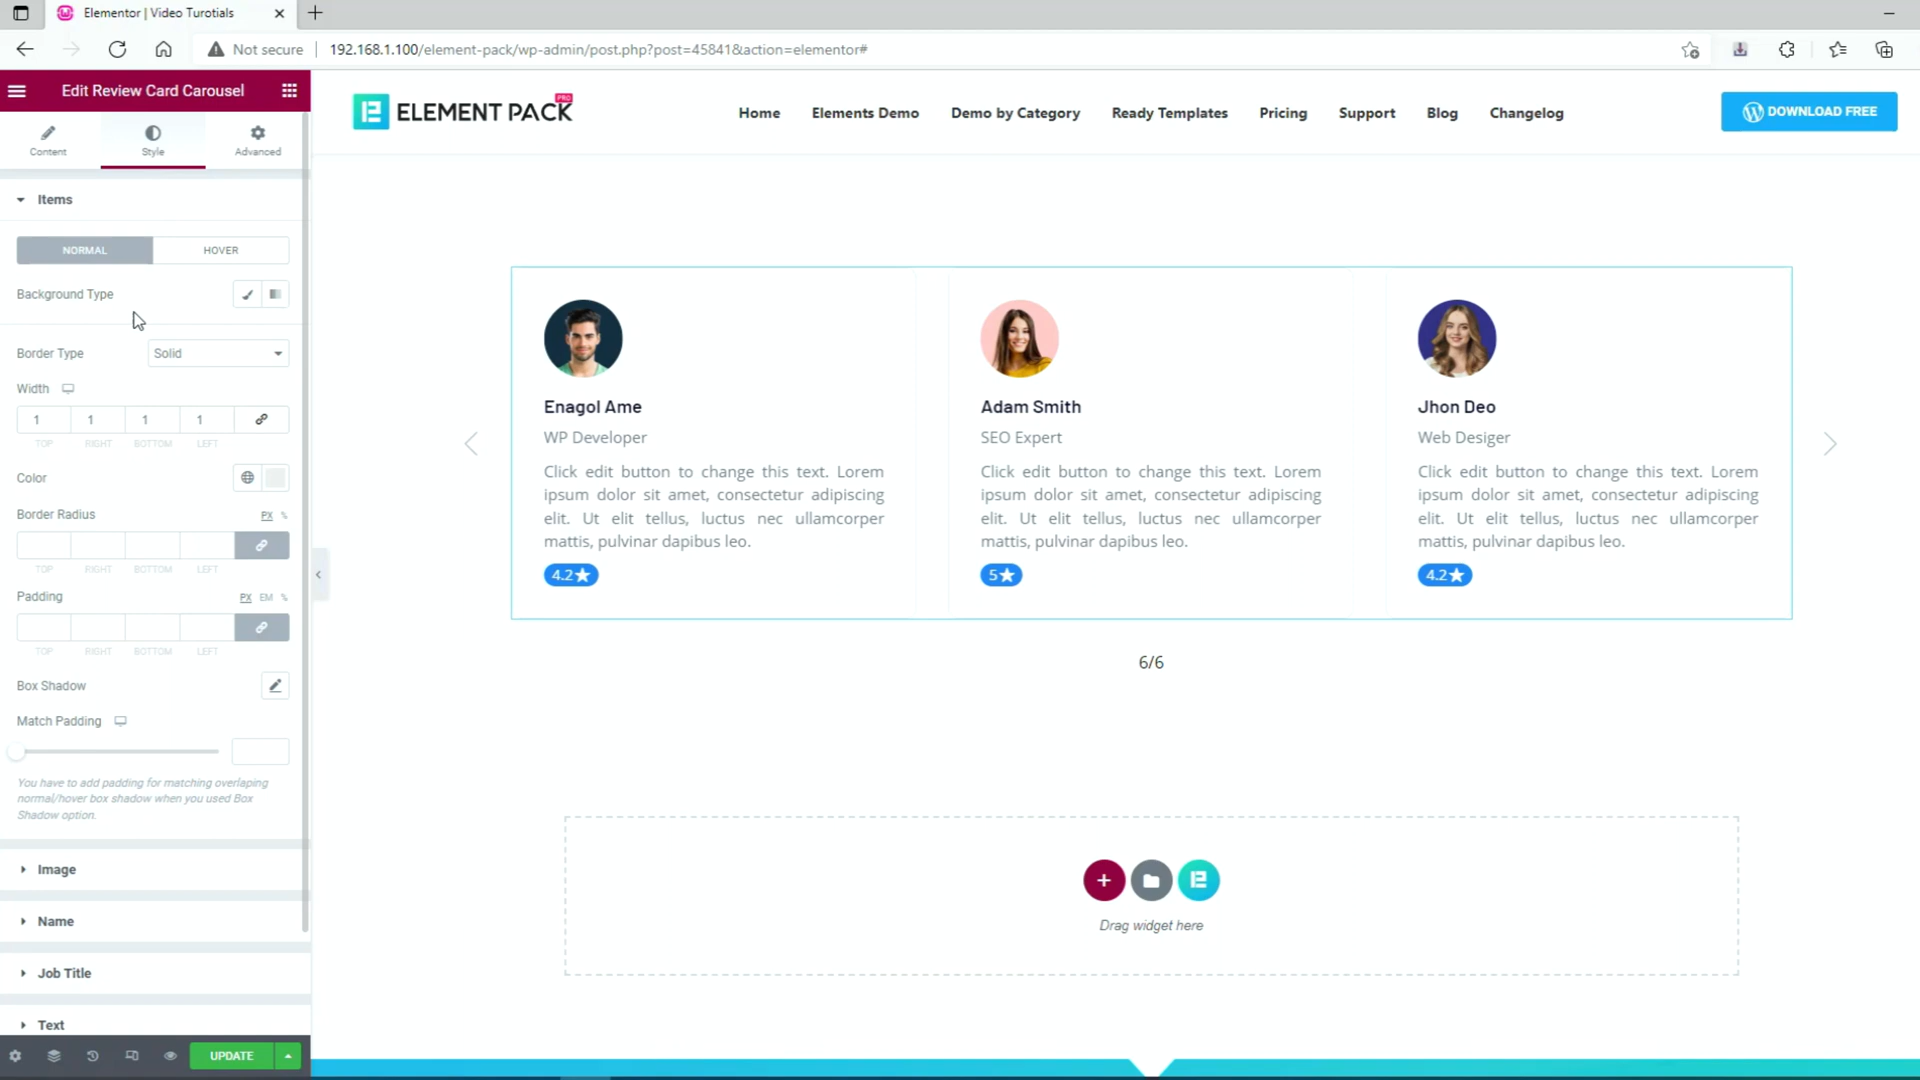 Elementor | Video Turotials
Not secure
192.168.1.100/element-pack/wp-admin/post.php?post=45841&action=elementor#
Edit Review Card Carousel
Content
Style
Advanced
Items
NORMAL
HOVER
Background Type
Border Type
Solid
Width
1 1 1 1
TOP RIGHT BOTTOM LEFT
Color
Border Radius
PX %
TOP RIGHT BOTTOM LEFT
Padding
PX EM %
TOP RIGHT BOTTOM LEFT
Box Shadow
Match Padding
You have to add padding for matching overlaping
normal/hover box shadow when you used Box
Shadow option.
Image
Name
Job Title
Text
UPDATE
ELEMENT PACK
PRO
Home
Elements Demo
Demo by Category
Ready Templates
Pricing
Support
Blog
Changelog
DOWNLOAD FREE
Enagol Ame
WP Developer
Click edit button to change this text. Lorem
ipsum dolor sit amet, consectetur adipiscing
elit. Ut elit tellus, luctus nec ullamcorper
mattis, pulvinar dapibus leo.
4.2
Adam Smith
SEO Expert
Click edit button to change this text. Lorem
ipsum dolor sit amet, consectetur adipiscing
elit. Ut elit tellus, luctus nec ullamcorper
mattis, pulvinar dapibus leo.
5
Jhon Deo
Web Desiger
Click edit button to change this text. Lorem
ipsum dolor sit amet, consectetur adipiscing
elit. Ut elit tellus, luctus nec ullamcorper
mattis, pulvinar dapibus leo.
4.2
6/6
Drag widget here